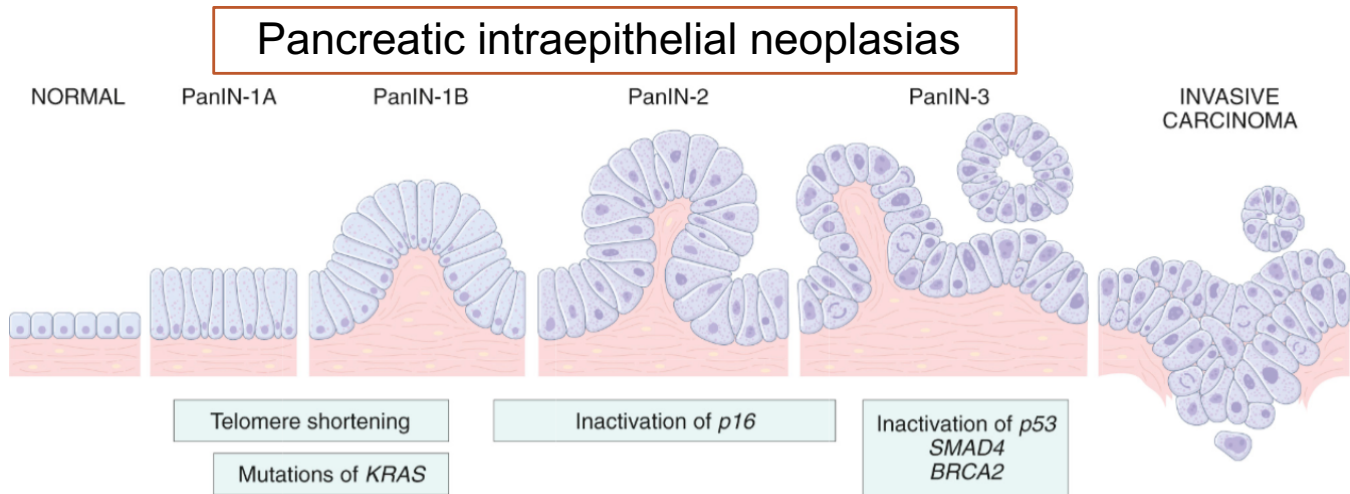 Pancreatic intraepithelial neoplasias
NORMAL
PanIN-1A
PanIN-1B
PanIN-2
PanIN-3
INVASIVE
CARCINOMA
Telomere shortening
Mutations of KRAS
Inactivation of p16
Inactivation of p53
SMAD4
BRCA2